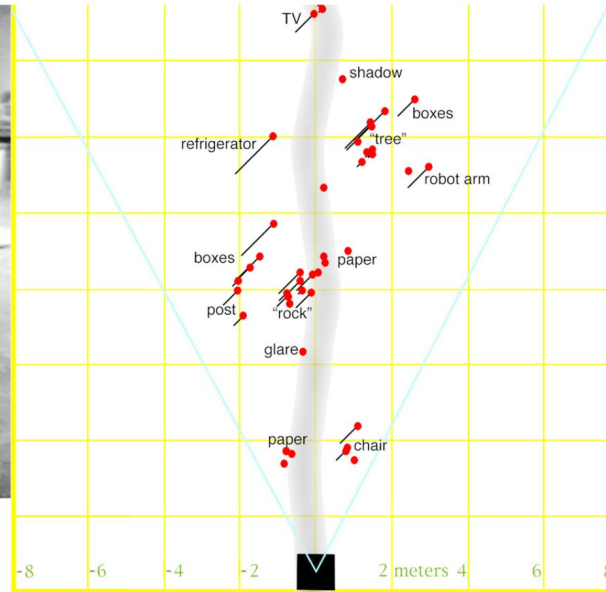 TV
shadow
boxes
"tree"
refrigerator
robot arm
boxes
paper
post
"rock"
glare
paper
chair
-8 -6 -4 -2 2 meters 4 6 8